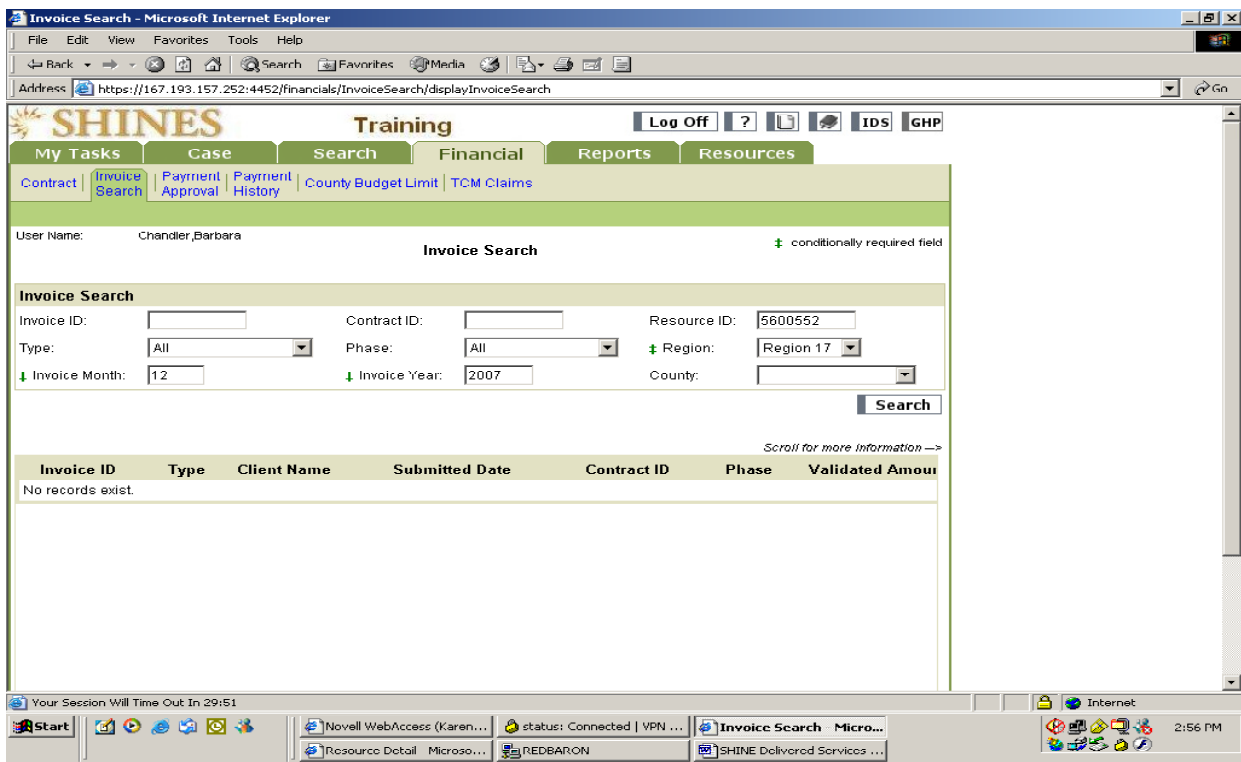 Invoice Search - Microsoft Internet Explorer
File Edit View Favorites Tools Help
Back Search Favorites Media
Address https://167.193.157.252:4452/financials/InvoiceSearch/displayInvoiceSearch Go
SHINES Training Log Off ? IDS GHP
My Tasks Case Search Financial Reports Resources
Contract | Invoice Search | Payment Approval | Payment History | County Budget Limit | TCM Claims
User Name: Chandler,Barbara
‡ conditionally required field
Invoice Search
Invoice Search
Invoice ID: Contract ID: Resource ID: 5600552
Type: All Phase: All ‡ Region: Region 17
↓ Invoice Month: 12 ↓ Invoice Year: 2007 County:
Search
Scroll for more information -->
Invoice ID Type Client Name Submitted Date Contract ID Phase Validated Amour
No records exist.
Your Session Will Time Out In 29:51 Internet
Start Novell WebAccess (Karen... status: Connected | VPN ... Invoice Search - Micro... 2:56 PM
Resource Detail Microso... REDBARON SHINE Delivered Services ...